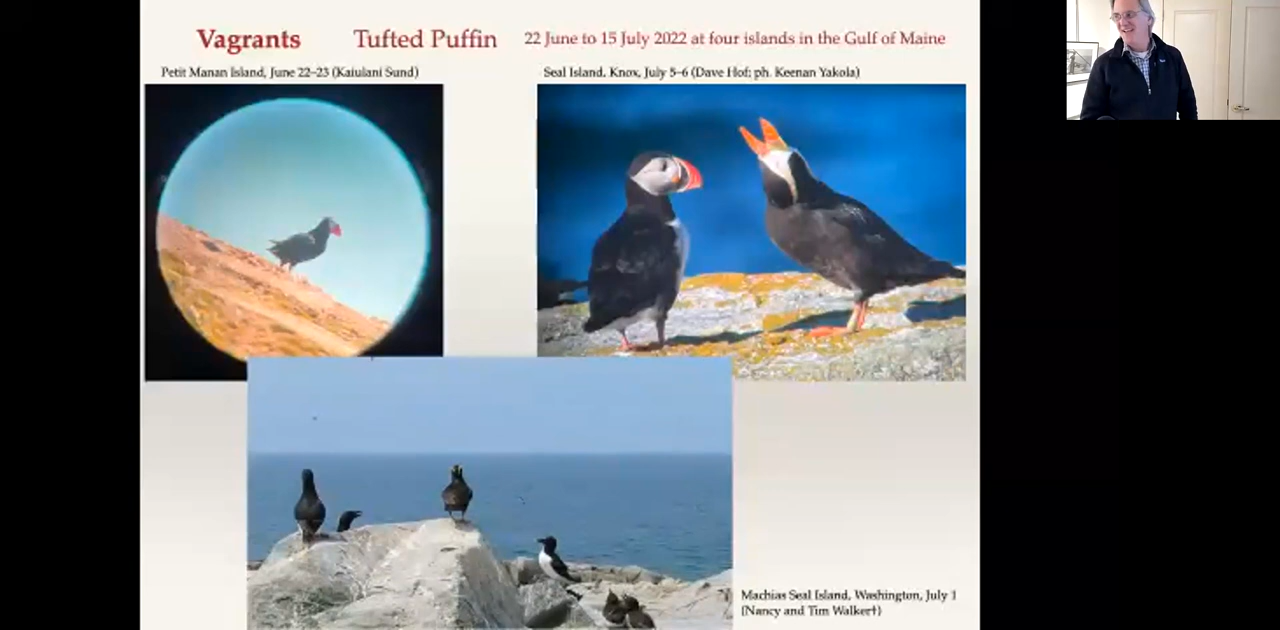 Vagrants Tufted Puffin 22 June to 15 July 2022 at four islands in the Gulf of Maine
Petit Manan Island, June 22–23 (Kaiulani Sund)
Seal Island, Knox, July 5–6 (Dave Hof; ph. Keenan Yakola)
Machias Seal Island, Washington, July 1
(Nancy and Tim Walker†)